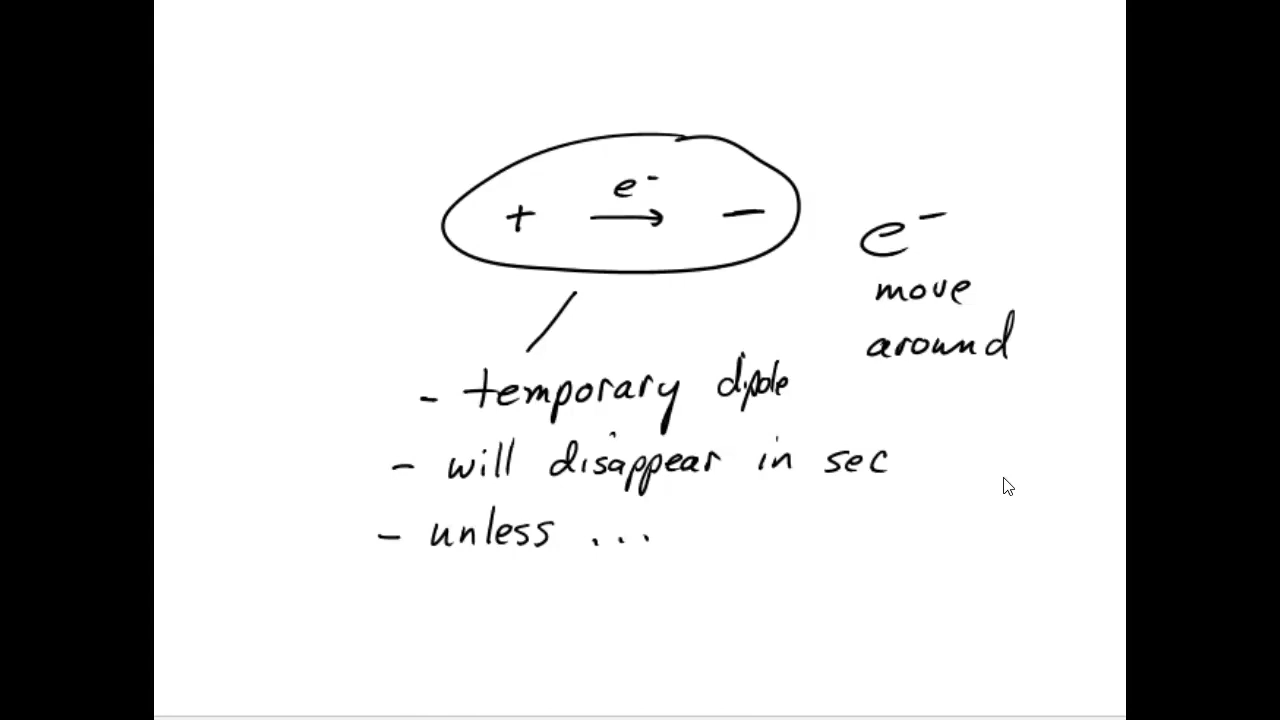 e⁻
+ → −
e⁻
move
around
- temporary dipole
- will disappear in sec
- unless ...